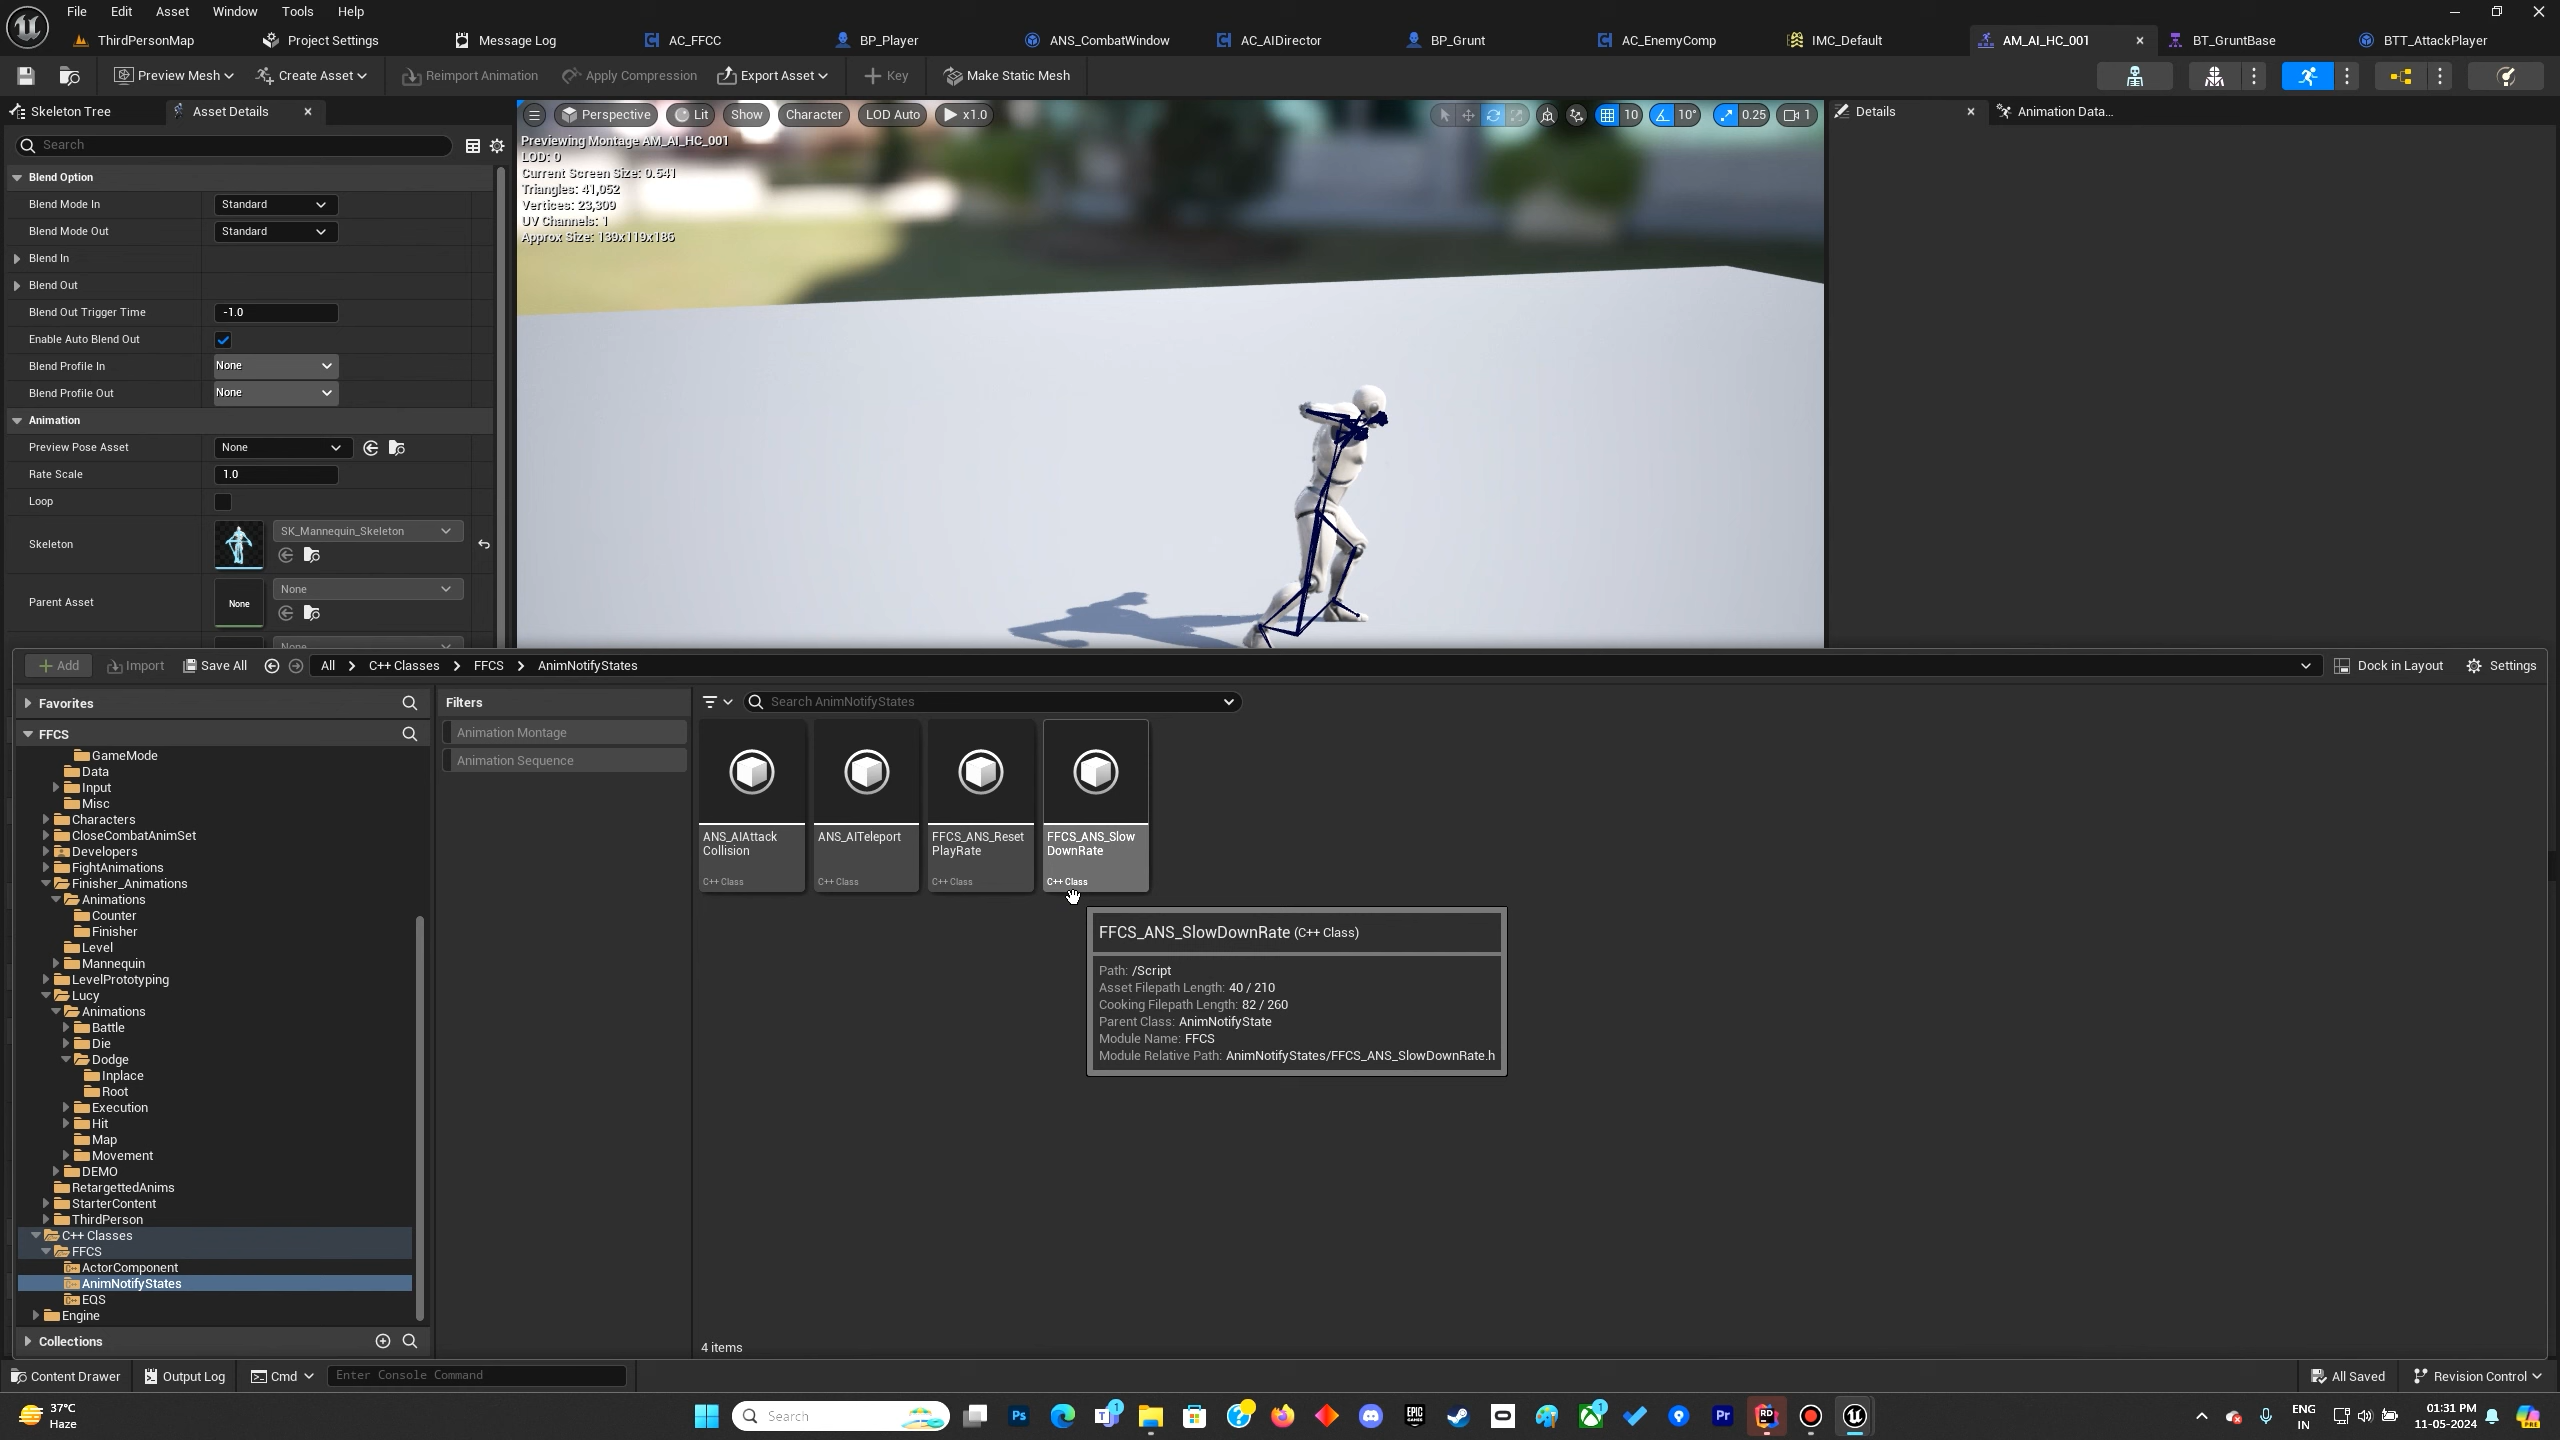 File Edit Asset Window Tools Help
ThirdPersonMap Project Settings Message Log AC_FFCC BP_Player ANS_CombatWindow AC_AIDirector BP_Grunt AC_EnemyComp IMC_Default AM_AI_HC_001 BT_GruntBase BTT_AttackPlayer
Preview Mesh Create Asset Reimport Animation Apply Compression Export Asset Key Make Static Mesh
Skeleton Tree Asset Details
Perspective Lit Show Character LOD Auto x1.0 10 10° 0.25 1
Details Animation Data...
Search
Previewing Montage AM_AI_HC_001
LOD: 0
Current Screen Size: 0.541
Triangles: 41,052
Vertices: 23,309
UV Channels: 1
Approx Size: 139x119x186
Blend Option
Blend Mode In Standard
Blend Mode Out Standard
Blend In
Blend Out
Blend Out Trigger Time -1.0
Enable Auto Blend Out
Blend Profile In None
Blend Profile Out None
Animation
Preview Pose Asset None
Rate Scale 1.0
Loop
Skeleton SK_Mannequin_Skeleton
Parent Asset None None
None
Add Import Save All All C++ Classes FFCS AnimNotifyStates Dock in Layout Settings
Favorites
FFCS
GameMode
Data
Input
Misc
Characters
CloseCombatAnimSet
Developers
FightAnimations
Finisher_Animations
Animations
Counter
Finisher
Level
Mannequin
LevelPrototyping
Lucy
Animations
Battle
Die
Dodge
Inplace
Root
Execution
Hit
Map
Movement
DEMO
RetargettedAnims
StarterContent
ThirdPerson
C++ Classes
FFCS
ActorComponent
AnimNotifyStates
EQS
Engine
Collections
Filters
Animation Montage
Animation Sequence
Search AnimNotifyStates
ANS_AIAttack
Collision
C++ Class
ANS_AITeleport
C++ Class
FFCS_ANS_Reset
PlayRate
C++ Class
FFCS_ANS_Slow
DownRate
C++ Class
FFCS_ANS_SlowDownRate (C++ Class)
Path: /Script
Asset Filepath Length: 40 / 210
Cooking Filepath Length: 82 / 260
Parent Class: AnimNotifyState
Module Name: FFCS
Module Relative Path: AnimNotifyStates/FFCS_ANS_SlowDownRate.h
4 items
Content Drawer Output Log Cmd Enter Console Command All Saved Revision Control
37°C
Haze
Search
Ps
1
EPIC
GAMES
1
Pr
RD
ENG
IN
01:31 PM
11-05-2024
PRE